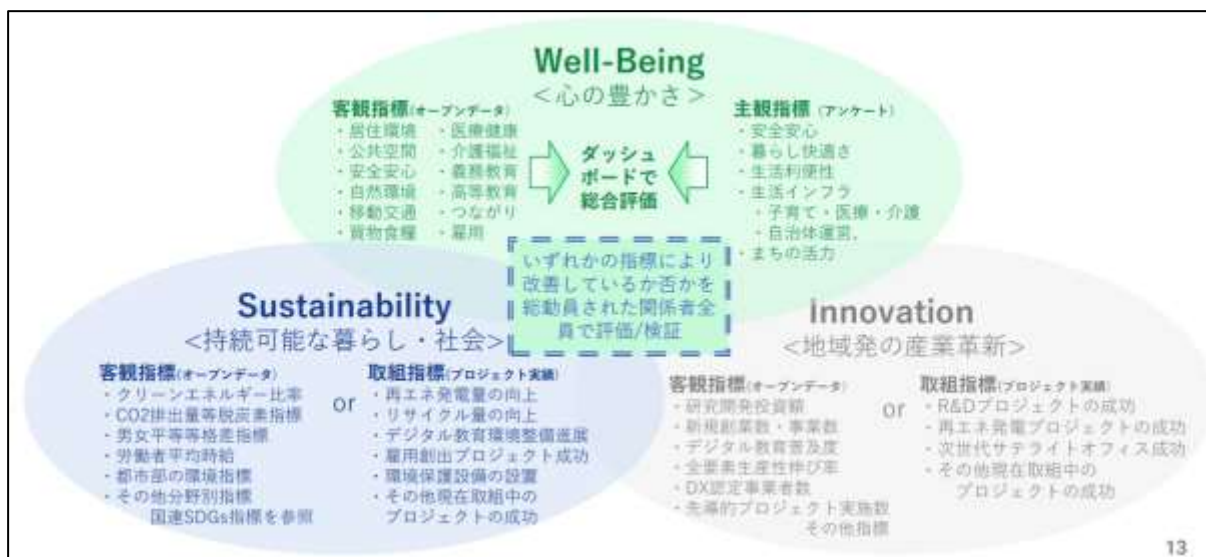 Well-Being
<心の豊かさ>
客観指標(オープンデータ)
・居住環境 ・医療健康
・公共空間 ・介護福祉
・安全安心 ・義務教育
・自然環境 ・高等教育
・移動交通 ・つながり
・貨物食糧 ・雇用
ダッシュ
ボードで
総合評価
主観指標 (アンケート)
・安全安心
・暮らし快適さ
・生活利便性
・生活インフラ
・子育て・医療・介護
・自治体運営,
・まちの活力
いずれかの指標により
改善しているか否かを
総動員された関係者全
員で評価/検証
Sustainability
<持続可能な暮らし・社会>
客観指標(オープンデータ)
・クリーンエネルギー比率
・CO2排出量等脱炭素指標
・男女平等等格差指標
・労働者平均時給
・都市部の環境指標
・その他分野別指標
国連SDGs指標を参照
or
取組指標(プロジェクト実績)
・再エネ発電量の向上
・リサイクル量の向上
・デジタル教育環境整備進展
・雇用創出プロジェクト成功
・環境保護設備の設置
・その他現在取組中の
プロジェクトの成功
Innovation
<地域発の産業革新>
客観指標(オープンデータ)
・研究開発投資額
・新規創業数・事業数
・デジタル教育普及度
・全要素生産性伸び率
・DX認定事業者数
・先導的プロジェクト実施数
その他指標
or
取組指標(プロジェクト実績)
・R&Dプロジェクトの成功
・再エネ発電プロジェクトの成功
・次世代サテライトオフィス成功
・その他現在取組中の
プロジェクトの成功
13